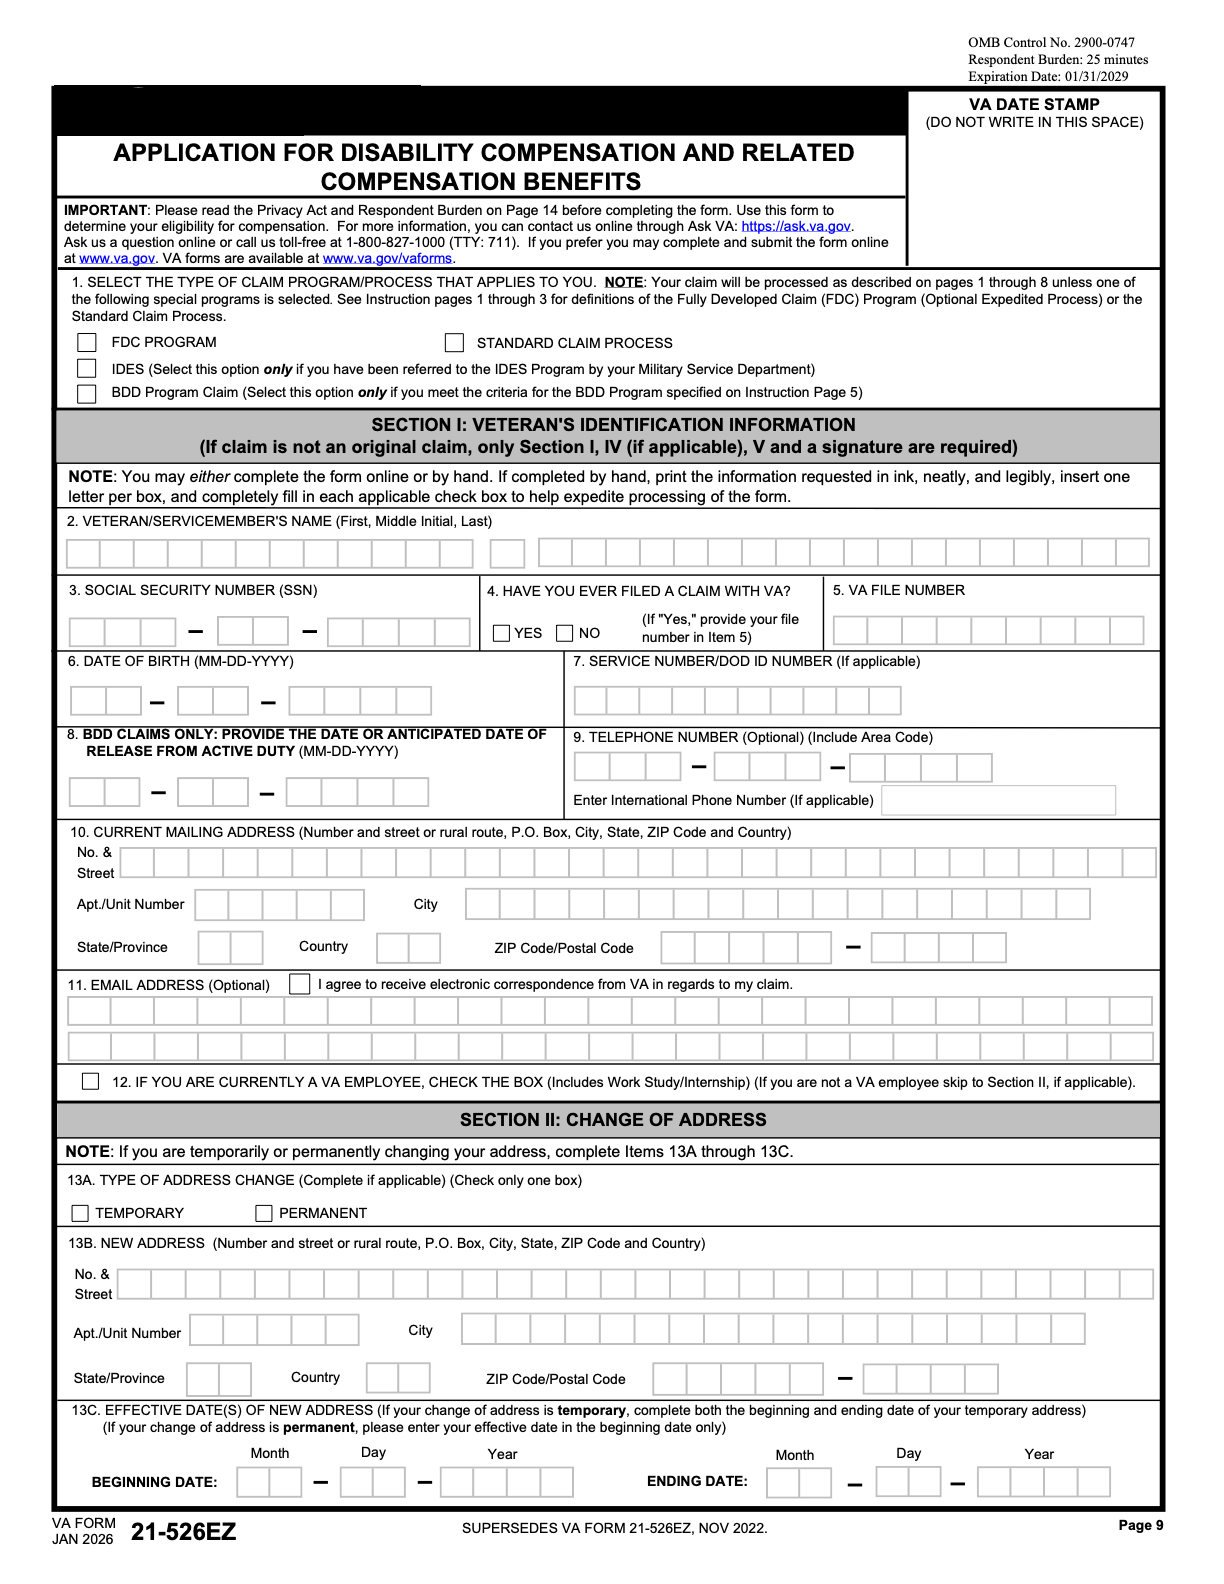 OMB Control No. 2900-0747
Respondent Burden: 25 minutes
Expiration Date: 01/31/2029
VA DATE STAMP
(DO NOT WRITE IN THIS SPACE)
APPLICATION FOR DISABILITY COMPENSATION AND RELATED
COMPENSATION BENEFITS
IMPORTANT: Please read the Privacy Act and Respondent Burden on Page 14 before completing the form. Use this form to
determine your eligibility for compensation. For more information, you can contact us online through Ask VA: https://ask.va.gov.
Ask us a question online or call us toll-free at 1-800-827-1000 (TTY: 711). If you prefer you may complete and submit the form online
at www.va.gov. VA forms are available at www.va.gov/vaforms.
1. SELECT THE TYPE OF CLAIM PROGRAM/PROCESS THAT APPLIES TO YOU. NOTE: Your claim will be processed as described on pages 1 through 8 unless one of
the following special programs is selected. See Instruction pages 1 through 3 for definitions of the Fully Developed Claim (FDC) Program (Optional Expedited Process) or the
Standard Claim Process.
FDC PROGRAM
STANDARD CLAIM PROCESS
IDES (Select this option only if you have been referred to the IDES Program by your Military Service Department)
BDD Program Claim (Select this option only if you meet the criteria for the BDD Program specified on Instruction Page 5)
SECTION I: VETERAN'S IDENTIFICATION INFORMATION
(If claim is not an original claim, only Section I, IV (if applicable), V and a signature are required)
NOTE: You may either complete the form online or by hand. If completed by hand, print the information requested in ink, neatly, and legibly, insert one
letter per box, and completely fill in each applicable check box to help expedite processing of the form.
2. VETERAN/SERVICEMEMBER'S NAME (First, Middle Initial, Last)
3. SOCIAL SECURITY NUMBER (SSN)
4. HAVE YOU EVER FILED A CLAIM WITH VA?
YES
NO
(If "Yes," provide your file
number in Item 5)
5. VA FILE NUMBER
6. DATE OF BIRTH (MM-DD-YYYY)
7. SERVICE NUMBER/DOD ID NUMBER (If applicable)
8. BDD CLAIMS ONLY: PROVIDE THE DATE OR ANTICIPATED DATE OF
RELEASE FROM ACTIVE DUTY (MM-DD-YYYY)
9. TELEPHONE NUMBER (Optional) (Include Area Code)
Enter International Phone Number (If applicable)
10. CURRENT MAILING ADDRESS (Number and street or rural route, P.O. Box, City, State, ZIP Code and Country)
No. &
Street
Apt./Unit Number
City
State/Province
Country
ZIP Code/Postal Code
11. EMAIL ADDRESS (Optional)
I agree to receive electronic correspondence from VA in regards to my claim.
12. IF YOU ARE CURRENTLY A VA EMPLOYEE, CHECK THE BOX (Includes Work Study/Internship) (If you are not a VA employee skip to Section II, if applicable).
SECTION II: CHANGE OF ADDRESS
NOTE: If you are temporarily or permanently changing your address, complete Items 13A through 13C.
13A. TYPE OF ADDRESS CHANGE (Complete if applicable) (Check only one box)
TEMPORARY
PERMANENT
13B. NEW ADDRESS (Number and street or rural route, P.O. Box, City, State, ZIP Code and Country)
No. &
Street
Apt./Unit Number
City
State/Province
Country
ZIP Code/Postal Code
13C. EFFECTIVE DATE(S) OF NEW ADDRESS (If your change of address is temporary, complete both the beginning and ending date of your temporary address)
(If your change of address is permanent, please enter your effective date in the beginning date only)
Month
Day
Year
BEGINNING DATE:
Month
Day
Year
ENDING DATE:
VA FORM
JAN 2026
21-526EZ
SUPERSEDES VA FORM 21-526EZ, NOV 2022.
Page 9